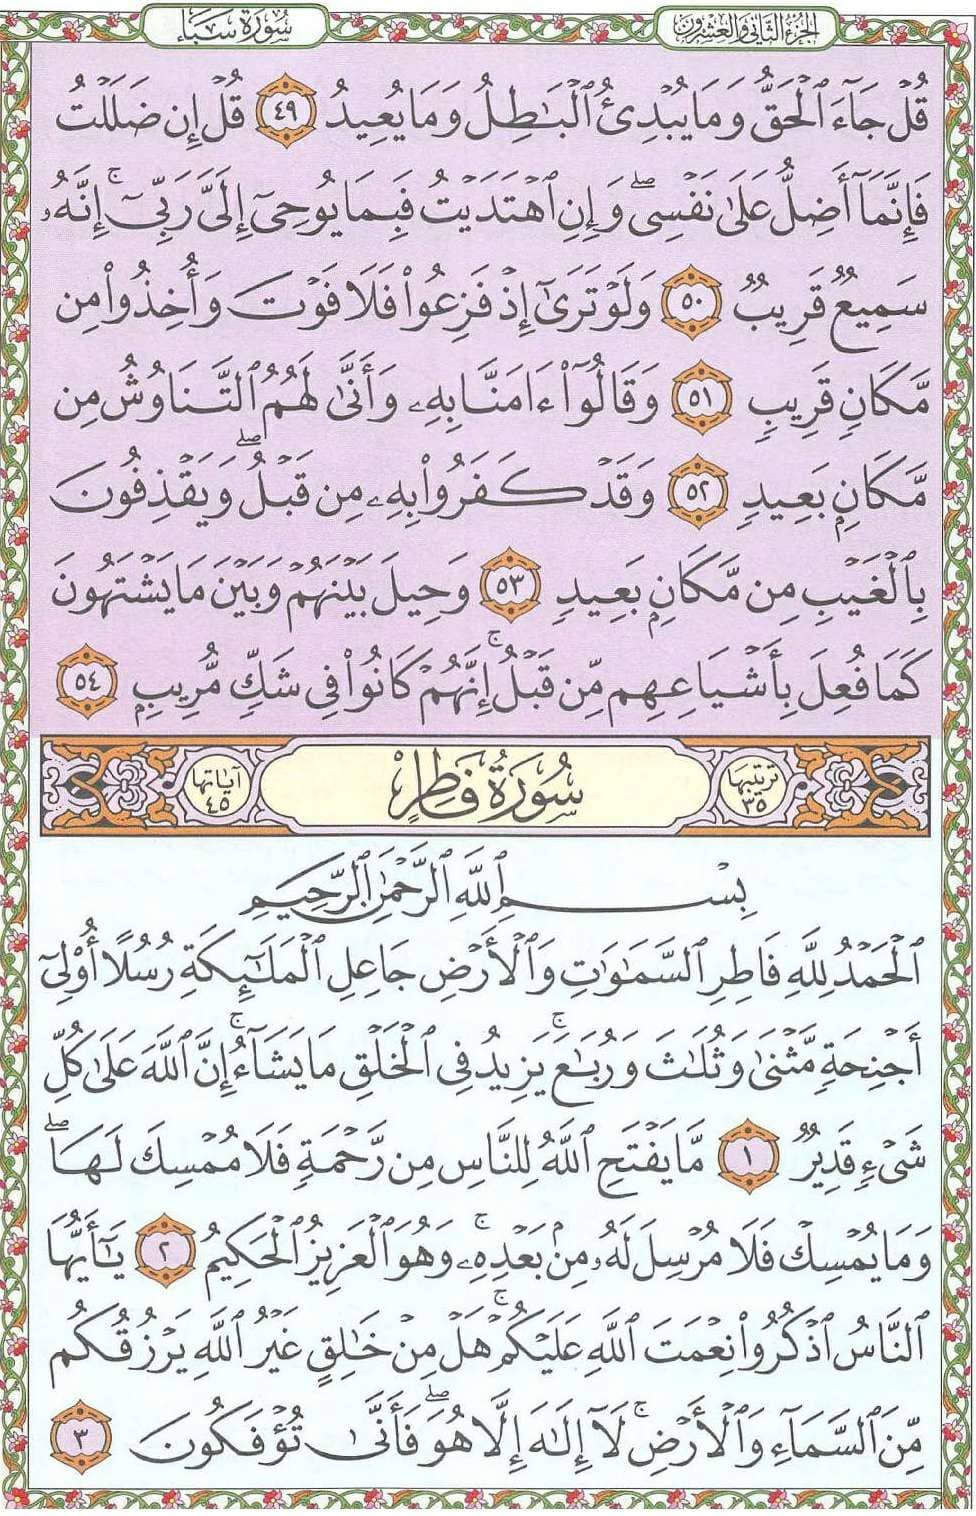 الجزء الثاني والعشرون
سُورَةُ سَبَأ
قُلْ جَآءَ ٱلْحَقُّ وَمَا يُبْدِئُ ٱلْبَٰطِلُ وَمَا يُعِيدُ ٤٩ قُلْ إِن ضَلَلْتُ
فَإِنَّمَآ أَضِلُّ عَلَىٰ نَفْسِى ۖ وَإِنِ ٱهْتَدَيْتُ فَبِمَا يُوحِىٓ إِلَىَّ رَبِّىٓ ۚ إِنَّهُۥ
سَمِيعٌ قَرِيبٌ ٥٠ وَلَوْ تَرَىٰٓ إِذْ فَزِعُوا۟ فَلَا فَوْتَ وَأُخِذُوا۟ مِن
مَّكَانٍ قَرِيبٍ ٥١ وَقَالُوٓا۟ ءَامَنَّا بِهِۦ وَأَنَّىٰ لَهُمُ ٱلتَّنَاوُشُ مِن
مَّكَانٍۭ بَعِيدٍ ٥٢ وَقَدْ كَفَرُوا۟ بِهِۦ مِن قَبْلُ ۖ وَيَقْذِفُونَ
بِٱلْغَيْبِ مِن مَّكَانٍۭ بَعِيدٍ ٥٣ وَحِيلَ بَيْنَهُمْ وَبَيْنَ مَا يَشْتَهُونَ
كَمَا فُعِلَ بِأَشْيَاعِهِم مِّن قَبْلُ ۚ إِنَّهُمْ كَانُوا۟ فِى شَكٍّ مُّرِيبٍۭ ٥٤
ترتيبها ٣٥ سُورَةُ فَاطِرٍ آياتها ٤٥
بِسْمِ ٱللَّهِ ٱلرَّحْمَٰنِ ٱلرَّحِيمِ
ٱلْحَمْدُ لِلَّهِ فَاطِرِ ٱلسَّمَٰوَٰتِ وَٱلْأَرْضِ جَاعِلِ ٱلْمَلَٰٓئِكَةِ رُسُلًا أُو۟لِىٓ
أَجْنِحَةٍ مَّثْنَىٰ وَثُلَٰثَ وَرُبَٰعَ ۚ يَزِيدُ فِى ٱلْخَلْقِ مَا يَشَآءُ ۚ إِنَّ ٱللَّهَ عَلَىٰ كُلِّ
شَىْءٍ قَدِيرٌ ١ مَّا يَفْتَحِ ٱللَّهُ لِلنَّاسِ مِن رَّحْمَةٍ فَلَا مُمْسِكَ لَهَا ۖ
وَمَا يُمْسِكْ فَلَا مُرْسِلَ لَهُۥ مِنۢ بَعْدِهِۦ ۚ وَهُوَ ٱلْعَزِيزُ ٱلْحَكِيمُ ٢ يَٰٓأَيُّهَا
ٱلنَّاسُ ٱذْكُرُوا۟ نِعْمَتَ ٱللَّهِ عَلَيْكُمْ ۚ هَلْ مِنْ خَٰلِقٍ غَيْرُ ٱللَّهِ يَرْزُقُكُم
مِّنَ ٱلسَّمَآءِ وَٱلْأَرْضِ ۚ لَآ إِلَٰهَ إِلَّا هُوَ ۖ فَأَنَّىٰ تُؤْفَكُونَ ٣